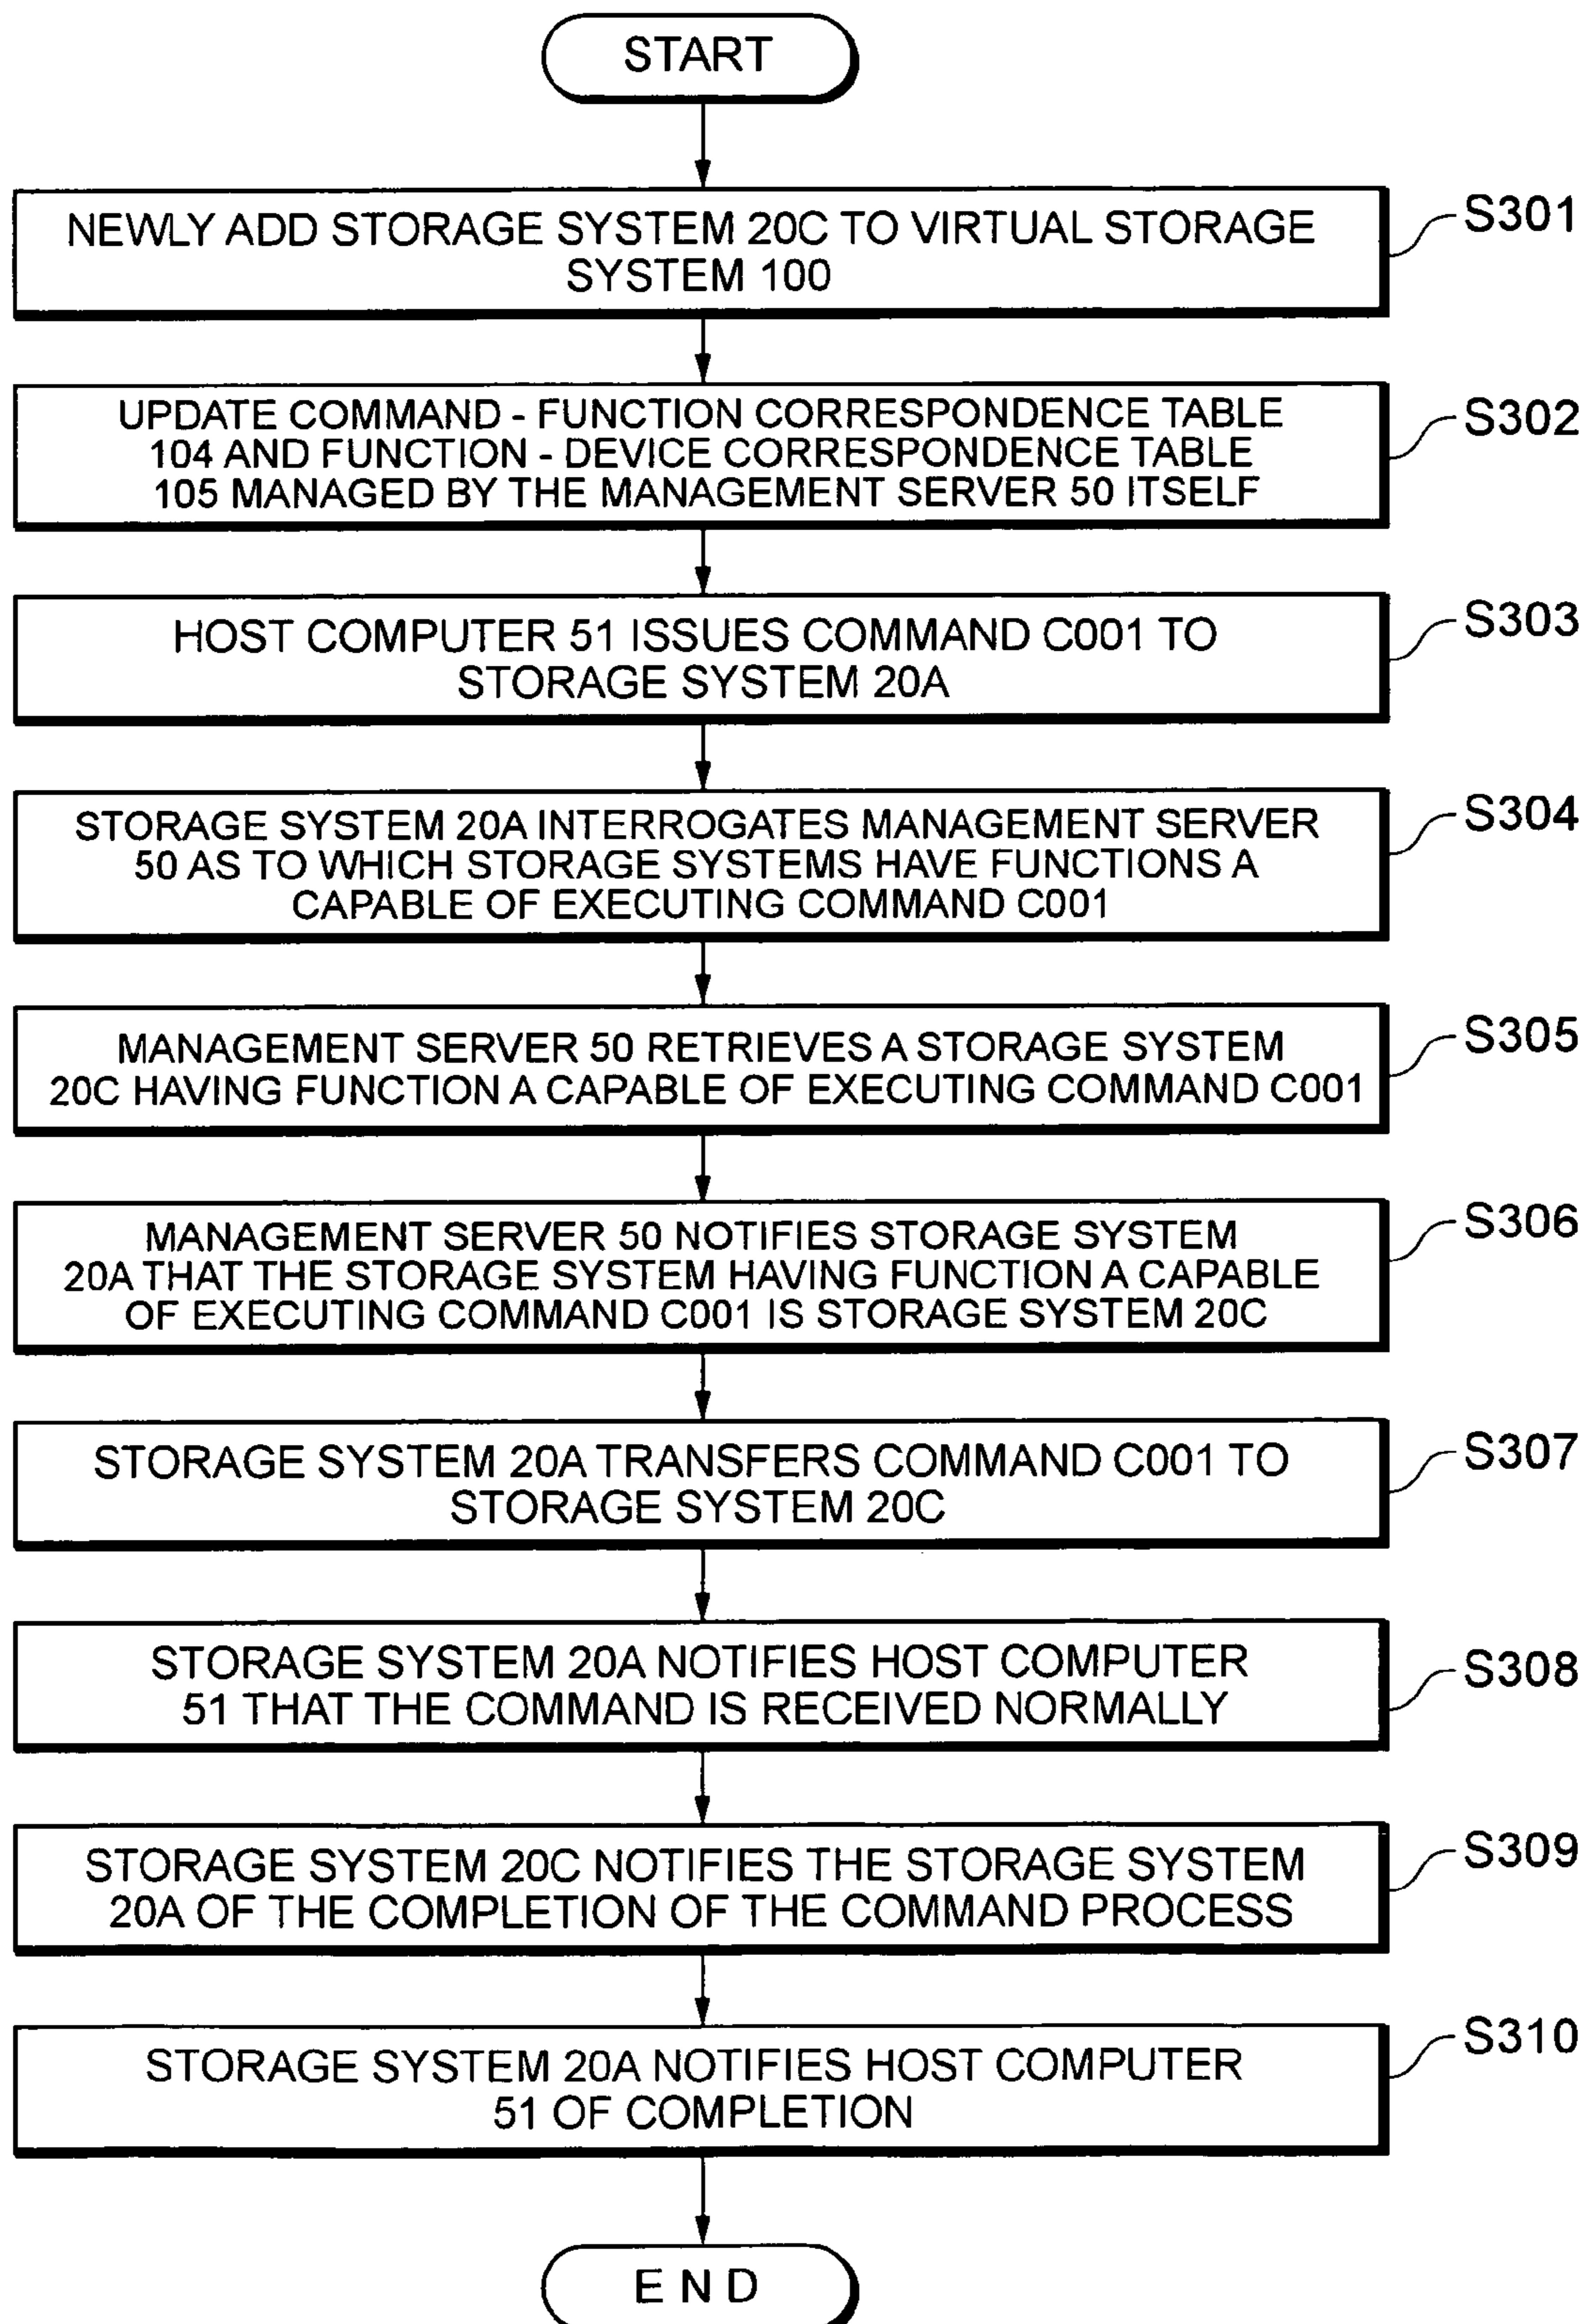 START
NEWLY ADD STORAGE SYSTEM 20C TO VIRTUAL STORAGE
SYSTEM 100
S301
UPDATE COMMAND - FUNCTION CORRESPONDENCE TABLE
104 AND FUNCTION - DEVICE CORRESPONDENCE TABLE
105 MANAGED BY THE MANAGEMENT SERVER 50 ITSELF
S302
HOST COMPUTER 51 ISSUES COMMAND C001 TO
STORAGE SYSTEM 20A
S303
STORAGE SYSTEM 20A INTERROGATES MANAGEMENT SERVER
50 AS TO WHICH STORAGE SYSTEMS HAVE FUNCTIONS A
CAPABLE OF EXECUTING COMMAND C001
S304
MANAGEMENT SERVER 50 RETRIEVES A STORAGE SYSTEM
20C HAVING FUNCTION A CAPABLE OF EXECUTING COMMAND C001
S305
MANAGEMENT SERVER 50 NOTIFIES STORAGE SYSTEM
20A THAT THE STORAGE SYSTEM HAVING FUNCTION A CAPABLE
OF EXECUTING COMMAND C001 IS STORAGE SYSTEM 20C
S306
STORAGE SYSTEM 20A TRANSFERS COMMAND C001 TO
STORAGE SYSTEM 20C
S307
STORAGE SYSTEM 20A NOTIFIES HOST COMPUTER
51 THAT THE COMMAND IS RECEIVED NORMALLY
S308
STORAGE SYSTEM 20C NOTIFIES THE STORAGE SYSTEM
20A OF THE COMPLETION OF THE COMMAND PROCESS
S309
STORAGE SYSTEM 20A NOTIFIES HOST COMPUTER
51 OF COMPLETION
S310
END